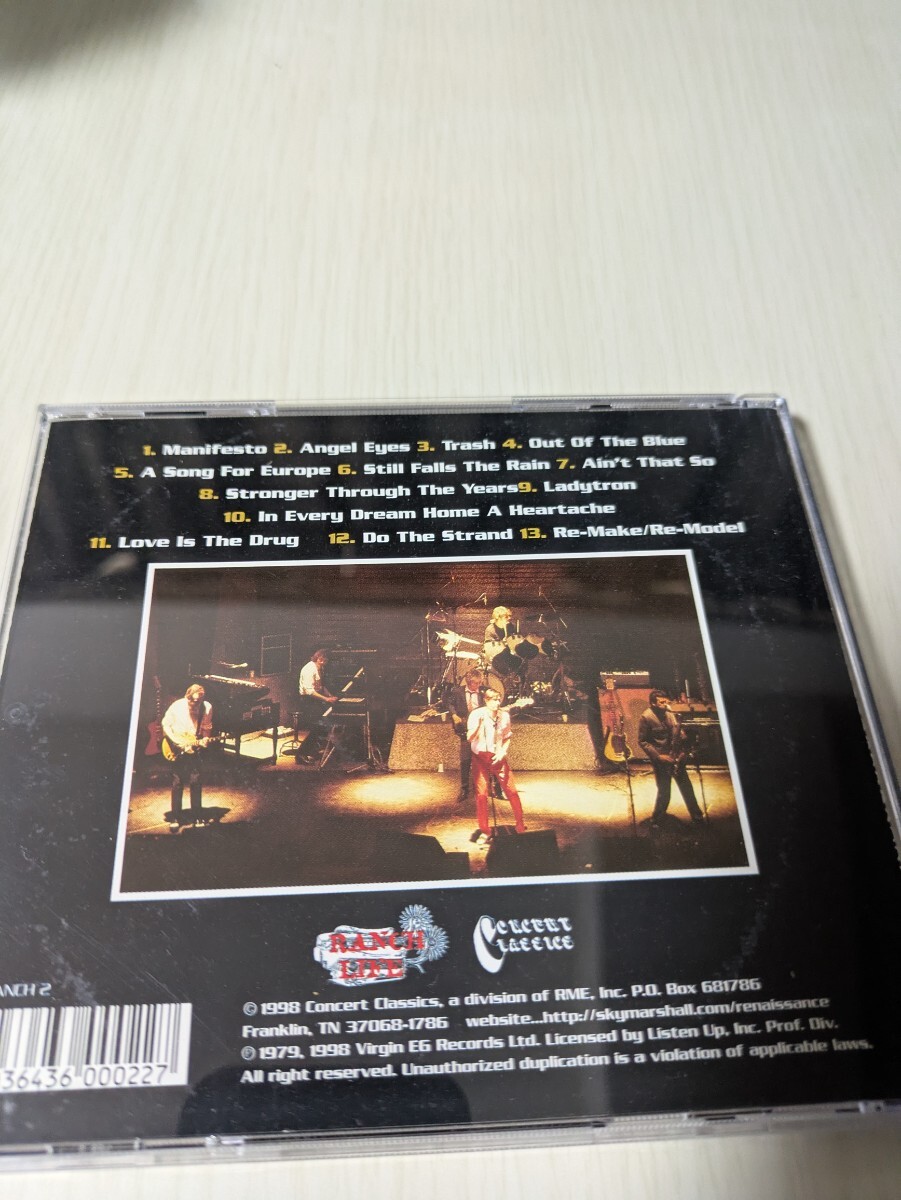 1. Manifesto 2. Angel Eyes 3. Trash 4. Out Of The Blue
5. A Song For Europe 6. Still Falls The Rain 7. Ain't That So
8. Stronger Through The Years 9. Ladytron
10. In Every Dream Home A Heartache
11. Love Is The Drug 12. Do The Strand 13. Re-Make/Re-Model
RANCH
LIFE
CONCERT
CLASSICS
ANCH 2
© 1998 Concert Classics, a division of RME, Inc. P.O. Box 681786
Franklin, TN 37068-1786 website...http://skymarshall.com/renaissance
℗ 1979, 1998 Virgin EG Records Ltd. Licensed by Listen Up, Inc. Prof. Div.
All right reserved. Unauthorized duplication is a violation of applicable laws.
36436 000227